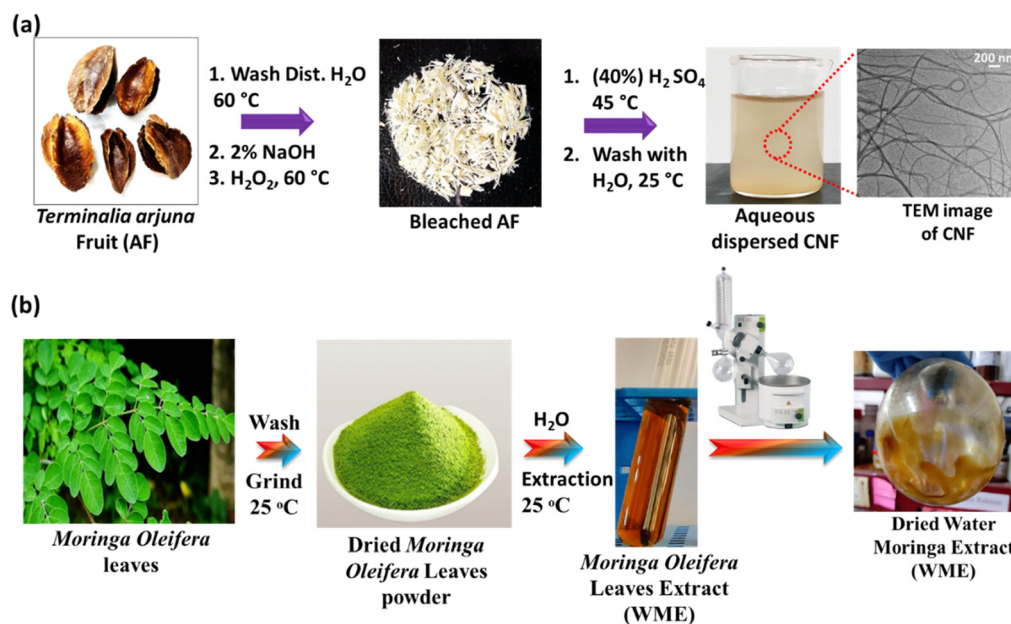 (a)
1. Wash Dist. H₂O
60 °C
2. 2% NaOH
3. H₂O₂, 60 °C
1. (40%) H₂SO₄
45 °C
2. Wash with
H₂O, 25 °C
200 nm
Terminalia arjuna
Fruit (AF)
Bleached AF
Aqueous
dispersed CNF
TEM image
of CNF
(b)
Wash
Grind
25 °C
H₂O
Extraction
25 °C
Moringa Oleifera
leaves
Dried Moringa
Oleifera Leaves
powder
Moringa Oleifera
Leaves Extract
(WME)
Dried Water
Moringa Extract
(WME)